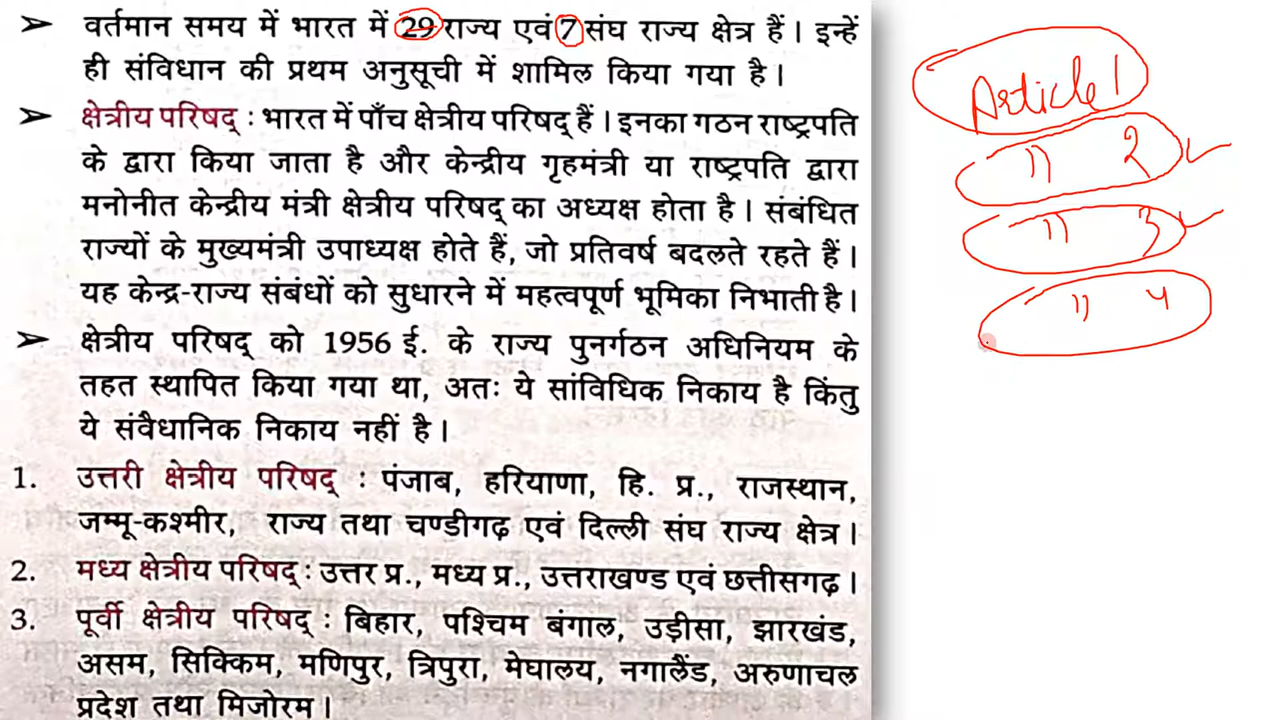 ➢ वर्तमान समय में भारत में 29 राज्य एवं 7 संघ राज्य क्षेत्र हैं। इन्हें
ही संविधान की प्रथम अनुसूची में शामिल किया गया है।
➢ क्षेत्रीय परिषद् : भारत में पाँच क्षेत्रीय परिषद् हैं। इनका गठन राष्ट्रपति
के द्वारा किया जाता है और केन्द्रीय गृहमंत्री या राष्ट्रपति द्वारा
मनोनीत केन्द्रीय मंत्री क्षेत्रीय परिषद् का अध्यक्ष होता है। संबंधित
राज्यों के मुख्यमंत्री उपाध्यक्ष होते हैं, जो प्रतिवर्ष बदलते रहते हैं।
यह केन्द्र-राज्य संबंधों को सुधारने में महत्वपूर्ण भूमिका निभाती है।
➢ क्षेत्रीय परिषद् को 1956 ई. के राज्य पुनर्गठन अधिनियम के
तहत स्थापित किया गया था, अतः ये सांविधिक निकाय है किंतु
ये संवैधानिक निकाय नहीं है।
1. उत्तरी क्षेत्रीय परिषद् : पंजाब, हरियाणा, हि. प्र., राजस्थान,
जम्मू-कश्मीर, राज्य तथा चण्डीगढ़ एवं दिल्ली संघ राज्य क्षेत्र।
2. मध्य क्षेत्रीय परिषद् : उत्तर प्र., मध्य प्र., उत्तराखण्ड एवं छत्तीसगढ़।
3. पूर्वी क्षेत्रीय परिषद् : बिहार, पश्चिम बंगाल, उड़ीसा, झारखंड,
असम, सिक्किम, मणिपुर, त्रिपुरा, मेघालय, नगालैंड, अरुणाचल
प्रदेश तथा मिजोरम।
Article 1
" 2
" 3
" 4